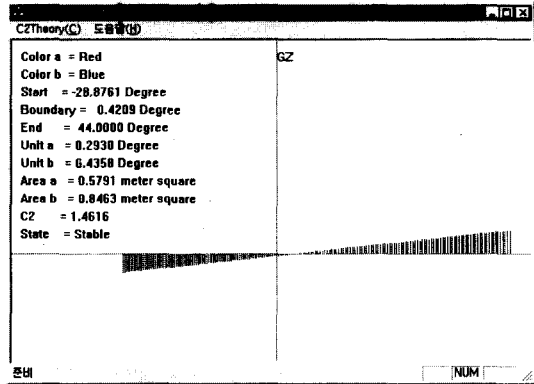 C2Theory(C) 도움말(H)
Color a = Red
Color b = Blue
Start = -28.8761 Degree
Boundary = 0.4209 Degree
End = 44.0000 Degree
Unit a = 0.2930 Degree
Unit b = 0.4358 Degree
Area a = 0.5791 meter square
Area b = 0.8463 meter square
C2 = 1.4616
State = Stable
GZ
준비
NUM